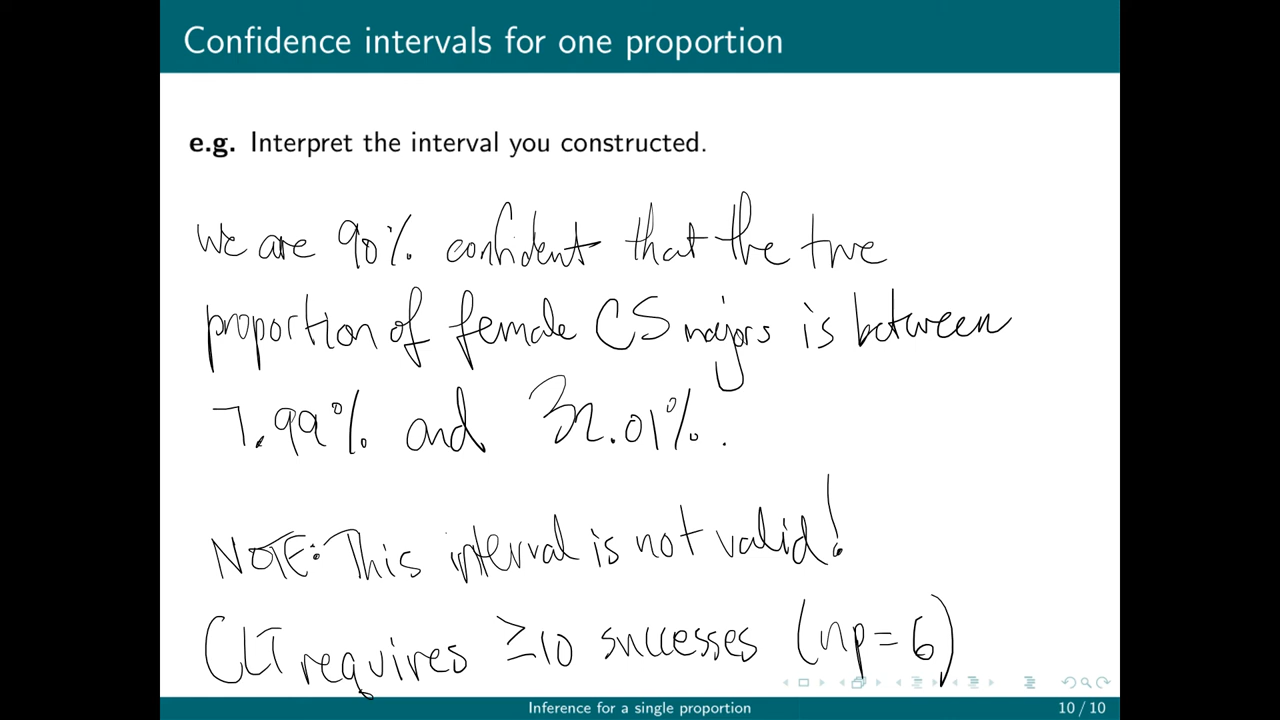 Confidence intervals for one proportion
e.g. Interpret the interval you constructed.
We are 90% confident that the true
proportion of female CS majors is between
7.99% and 32.01%.
NOTE: This interval is not valid!
CLT requires ≥10 successes (np=6)
Inference for a single proportion
10 / 10